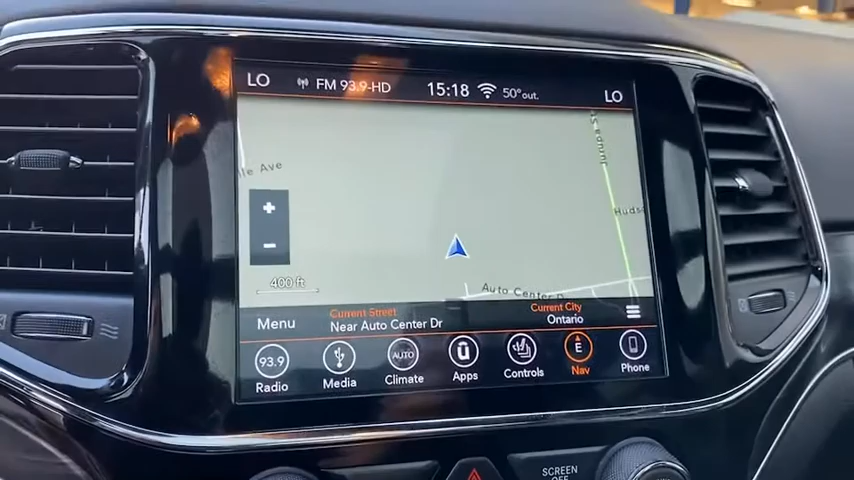 LO FM 93.9-HD 15:18 50° out. LO
lle Ave
Hudso
+
−
400 ft
Auto Center D
Current Street Current City
Menu Near Auto Center Dr Ontario
93.9 AUTO E
Radio Media Climate Apps Controls Nav Phone
SCREEN
OFF